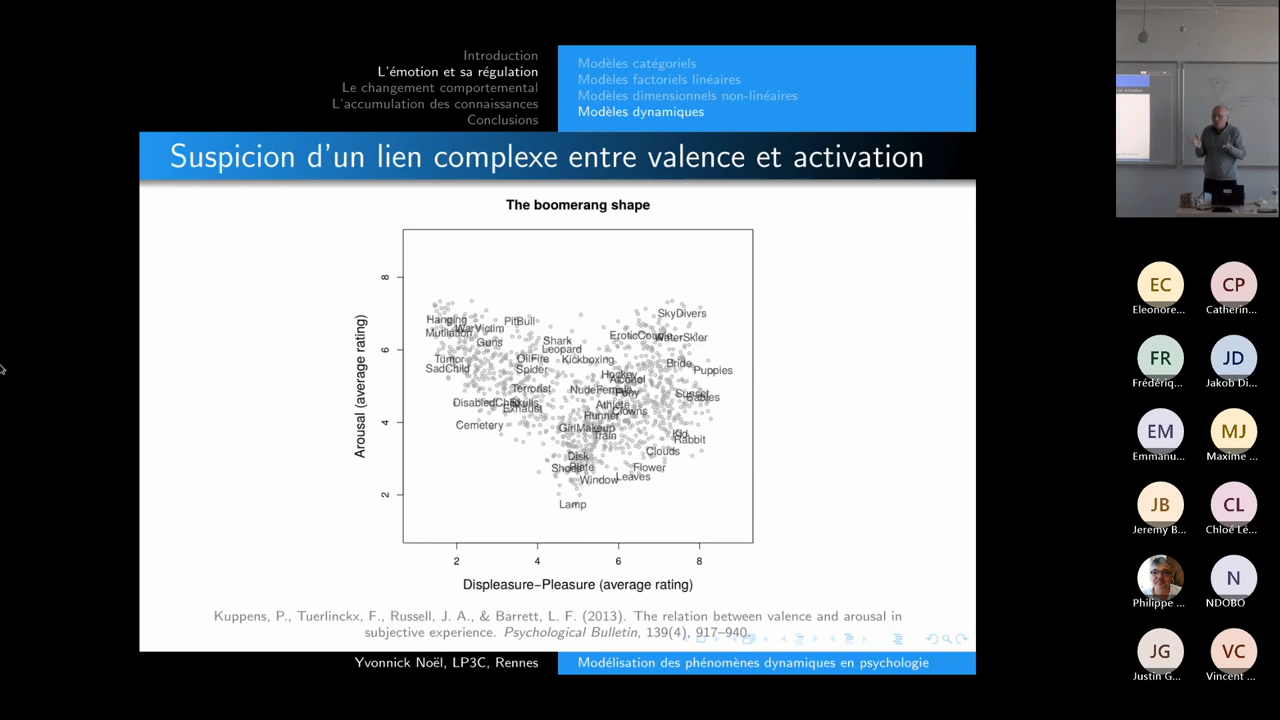 Introduction
L'émotion et sa régulation
Le changement comportemental
L'accumulation des connaissances
Conclusions
Modèles catégoriels
Modèles factoriels linéaires
Modèles dimensionnels non-linéaires
Modèles dynamiques
Suspicion d'un lien complexe entre valence et activation
The boomerang shape
Arousal (average rating)
8
6
4
2
SkyDivers
Hanging
PitBull
WarVictim
Mutilation
EroticCouple
WaterSkier
Guns
Shark
Leopard
Tumor
OilFire
Kickboxing
Bride
SadChild
Spider
Puppies
Hockey
Alcohol
Terrorist
NudeFemale
Pony
Sunset
Babies
DisabledChild
Skulls
Exhaust
Athlete
Clowns
Runner
Cemetery
GirlMakeup
Train
Kid
Rabbit
Clouds
Disk
Shoes
Plate
Flower
Window
Leaves
Lamp
2 4 6 8
Displeasure−Pleasure (average rating)
Kuppens, P., Tuerlinckx, F., Russell, J. A., & Barrett, L. F. (2013). The relation between valence and arousal in
subjective experience. Psychological Bulletin, 139(4), 917–940.
Yvonnick Noël, LP3C, Rennes
Modélisation des phénomènes dynamiques en psychologie
EC CP
Eleonore... Catherin...
FR JD
Frédériq... Jakob Di...
EM MJ
Emmanu... Maxime ...
JB CL
Jeremy B... Chloé Lé...
N
Philippe ... NDOBO
JG VC
Justin G... Vincent ...